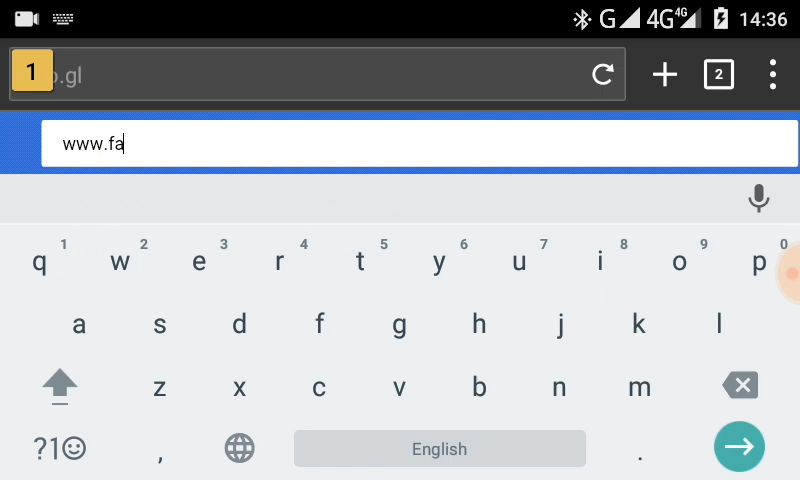 G 4G 4G 14:36
1 .gl 2
www.fa
1 2 3 4 5 6 7 8 9 0
q w e r t y u i o p
a s d f g h j k l
z x c v b n m
?1☺ , English .